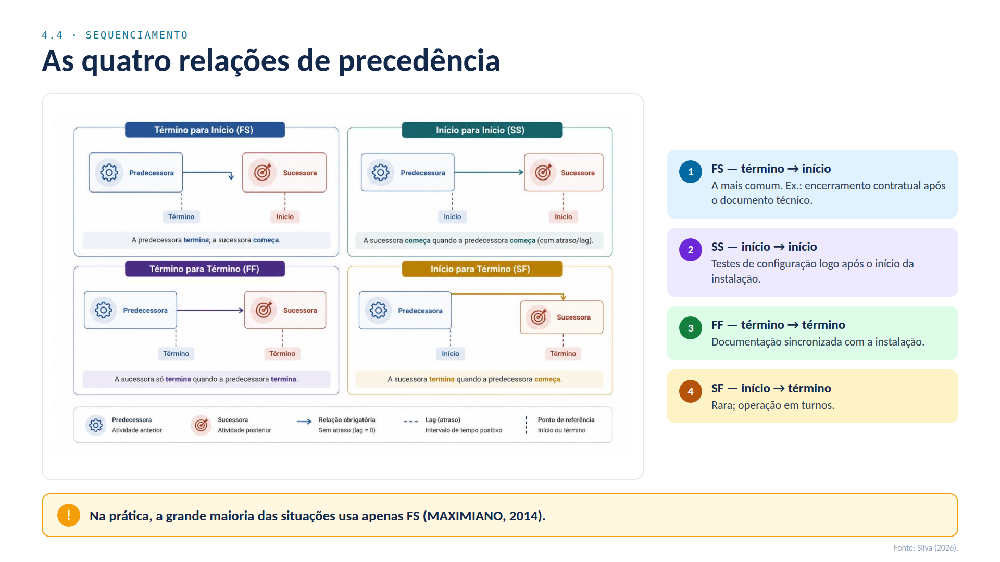 4.4 · SEQUENCIAMENTO
As quatro relações de precedência
Término para Início (FS)
Predecessora
Sucessora
Término
Início
A predecessora termina; a sucessora começa.
Início para Início (SS)
Predecessora
Sucessora
Início
Início
A sucessora começa quando a predecessora começa (com atraso/lag).
Término para Término (FF)
Predecessora
Sucessora
Término
Término
A sucessora só termina quando a predecessora termina.
Início para Término (SF)
Predecessora
Sucessora
Início
Término
A sucessora termina quando a predecessora começa.
Predecessora
Atividade anterior
Sucessora
Atividade posterior
Relação obrigatória
Sem atraso (lag = 0)
Lag (atraso)
Intervalo de tempo positivo
Ponto de referência
Início ou término
1
FS — término → início
A mais comum. Ex.: encerramento contratual após
o documento técnico.
2
SS — início → início
Testes de configuração logo após o início da
instalação.
3
FF — término → término
Documentação sincronizada com a instalação.
4
SF — início → término
Rara; operação em turnos.
!
Na prática, a grande maioria das situações usa apenas FS (MAXIMIANO, 2014).
Fonte: Silva (2026).